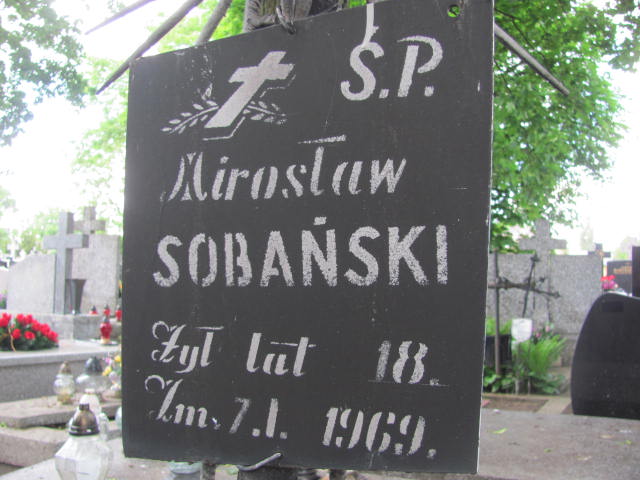 Ś.P.
Mirosław
SOBAŃSKI
Żył lat 18.
Zm. 7.I. 1969.